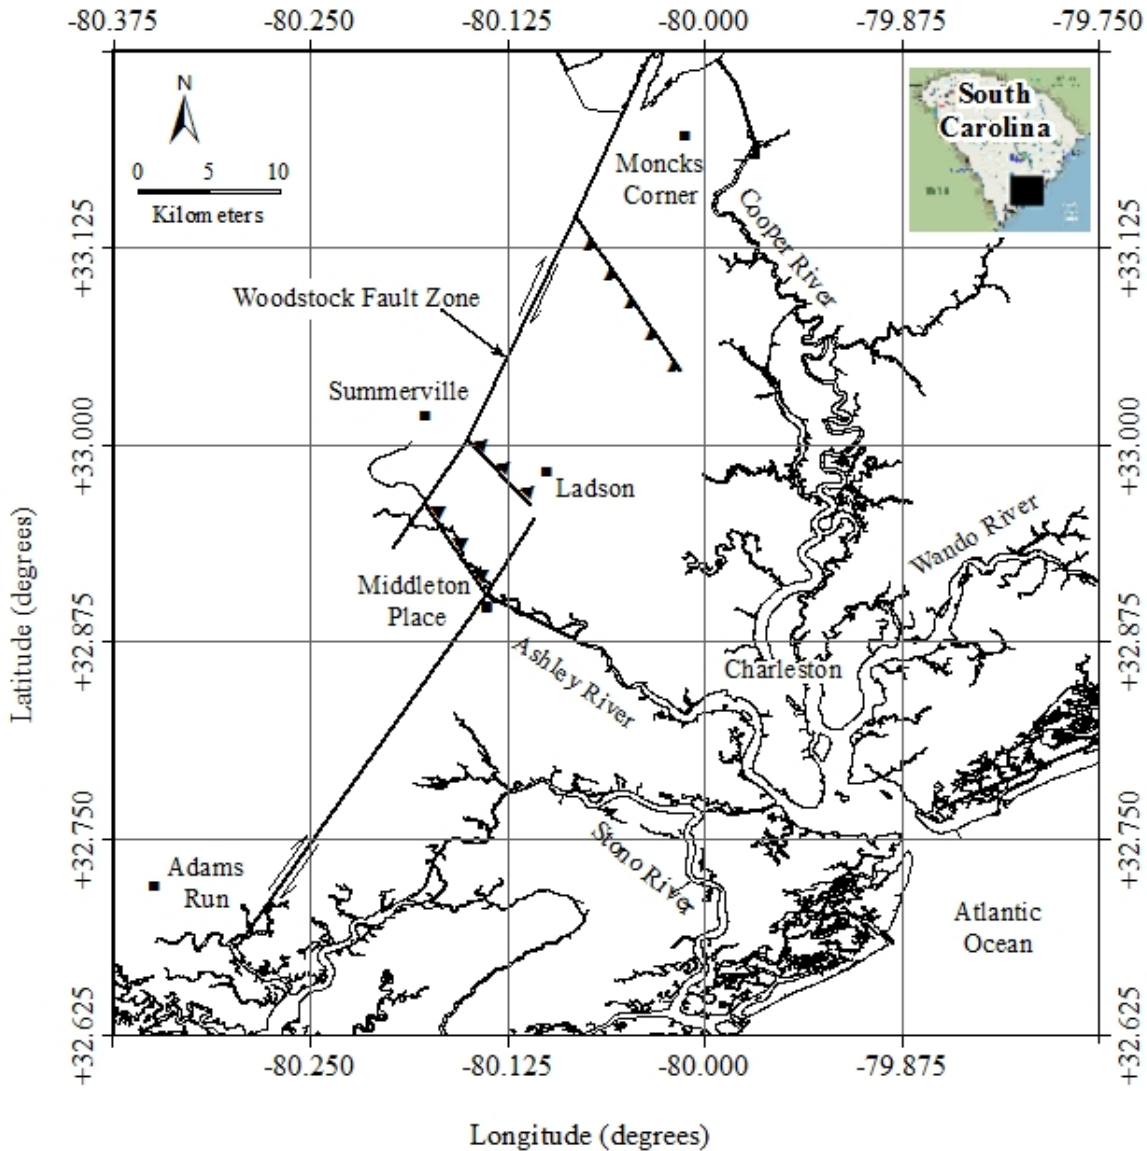 -80.375 -80.250 -80.125 -80.000 -79.875 -79.750
N
0 5 10
Kilometers
South
Carolina
Moncks
Corner
Cooper River
+33.125
+33.125
Woodstock Fault Zone
Summerville
+33.000
+33.000
Ladson
Wando River
Middleton
Place
Latitude (degrees)
+32.875
+32.875
Ashley River
Charleston
+32.750
+32.750
Stono River
Adams
Run
Atlantic
Ocean
+32.625
+32.625
-80.250 -80.125 -80.000 -79.875
Longitude (degrees)